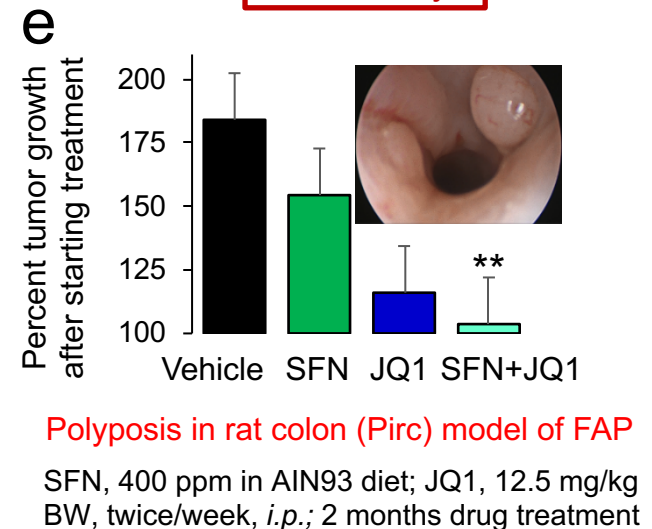 e
Percent tumor growth
after starting treatment
200
175
150
125
100
**
Vehicle SFN JQ1 SFN+JQ1
Polyposis in rat colon (Pirc) model of FAP
SFN, 400 ppm in AIN93 diet; JQ1, 12.5 mg/kg
BW, twice/week, i.p.; 2 months drug treatment